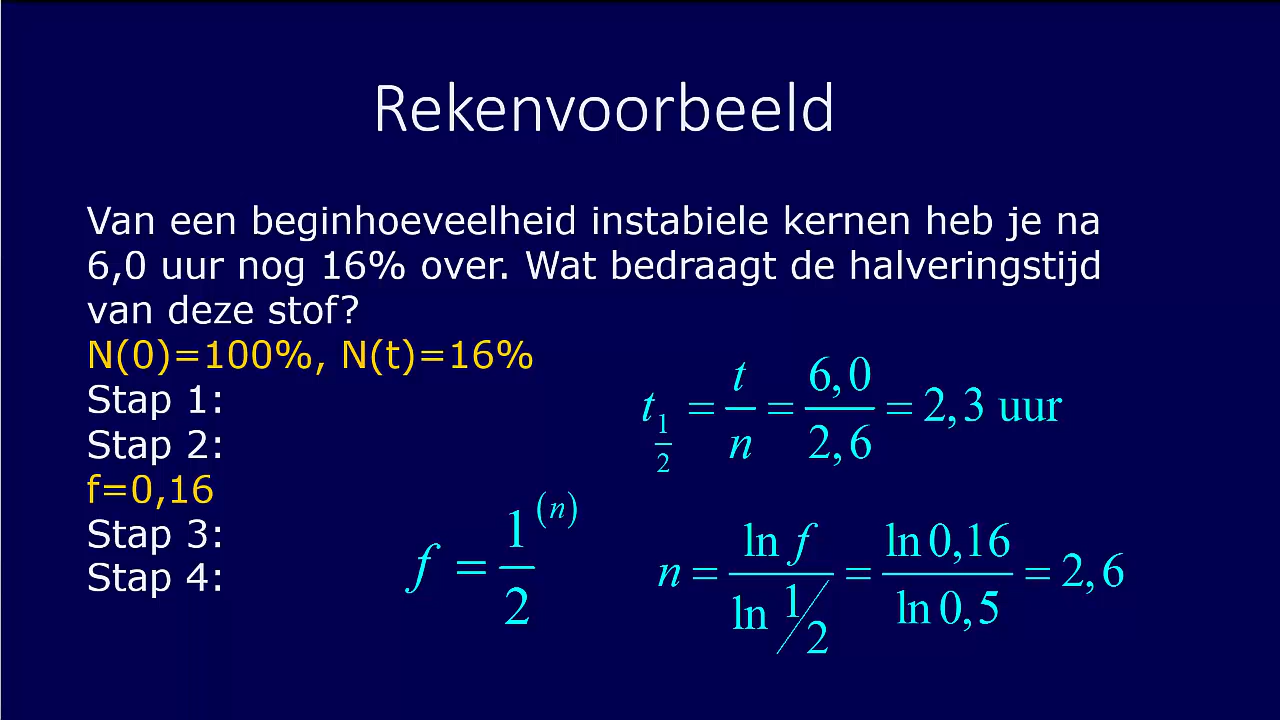 Rekenvoorbeeld
Van een beginhoeveelheid instabiele kernen heb je na
6,0 uur nog 16% over. Wat bedraagt de halveringstijd
van deze stof?
N(0)=100%, N(t)=16%
Stap 1:
Stap 2:
f=0,16
Stap 3:
Stap 4:
t 1/2 = t/n = 6,0/2,6 = 2,3 uur
f = 1/2 (n)
n = ln f / ln 1/2 = ln 0,16 / ln 0,5 = 2,6